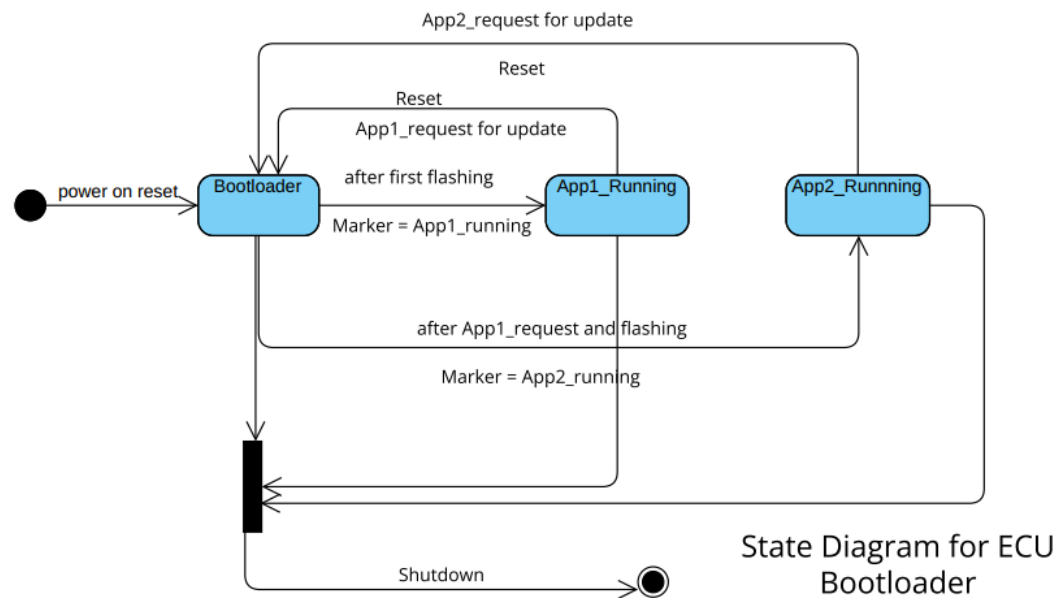 App2_request for update
Reset
Reset
App1_request for update
power on reset
Bootloader
after first flashing
Marker = App1_running
App1_Running
App2_Runnning
after App1_request and flashing
Marker = App2_running
Shutdown
State Diagram for ECU
Bootloader